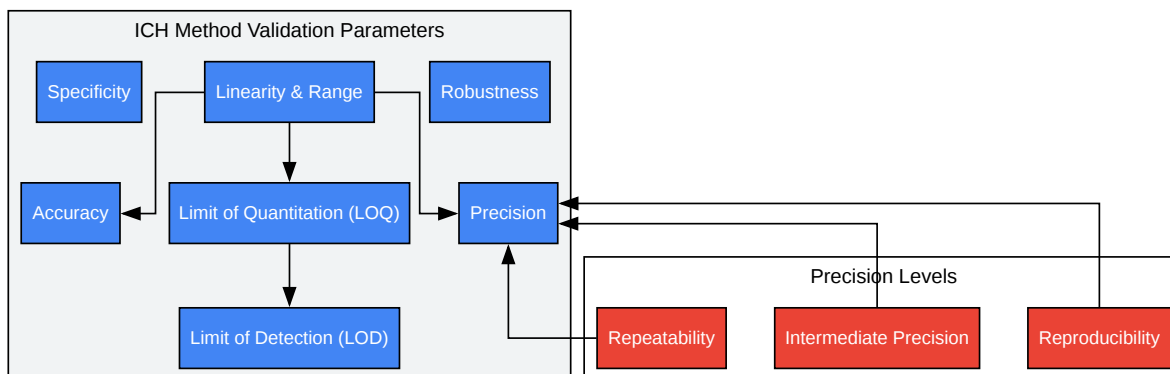 ICH Method Validation Parameters
Specificity
Linearity & Range
Robustness
Accuracy
Limit of Quantitation (LOQ)
Precision
Precision Levels
Limit of Detection (LOD)
Repeatability
Intermediate Precision
Reproducibility